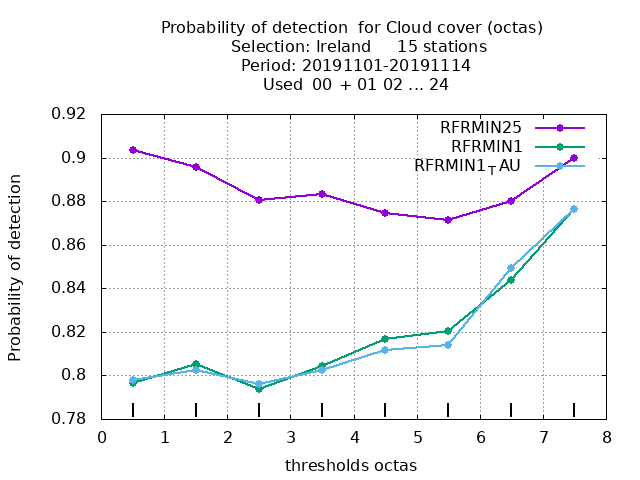 Probability of detection  for Cloud cover (octas)
Selection: Ireland     15 stations
Period: 20191101-20191114
Used  00  + 01 02 ... 24
0.92
0.9
0.88
0.86
0.84
0.82
0.8
0.78
Probability of detection
RFRMIN25
RFRMIN1
RFRMIN1TAU
0 1 2 3 4 5 6 7 8
thresholds octas